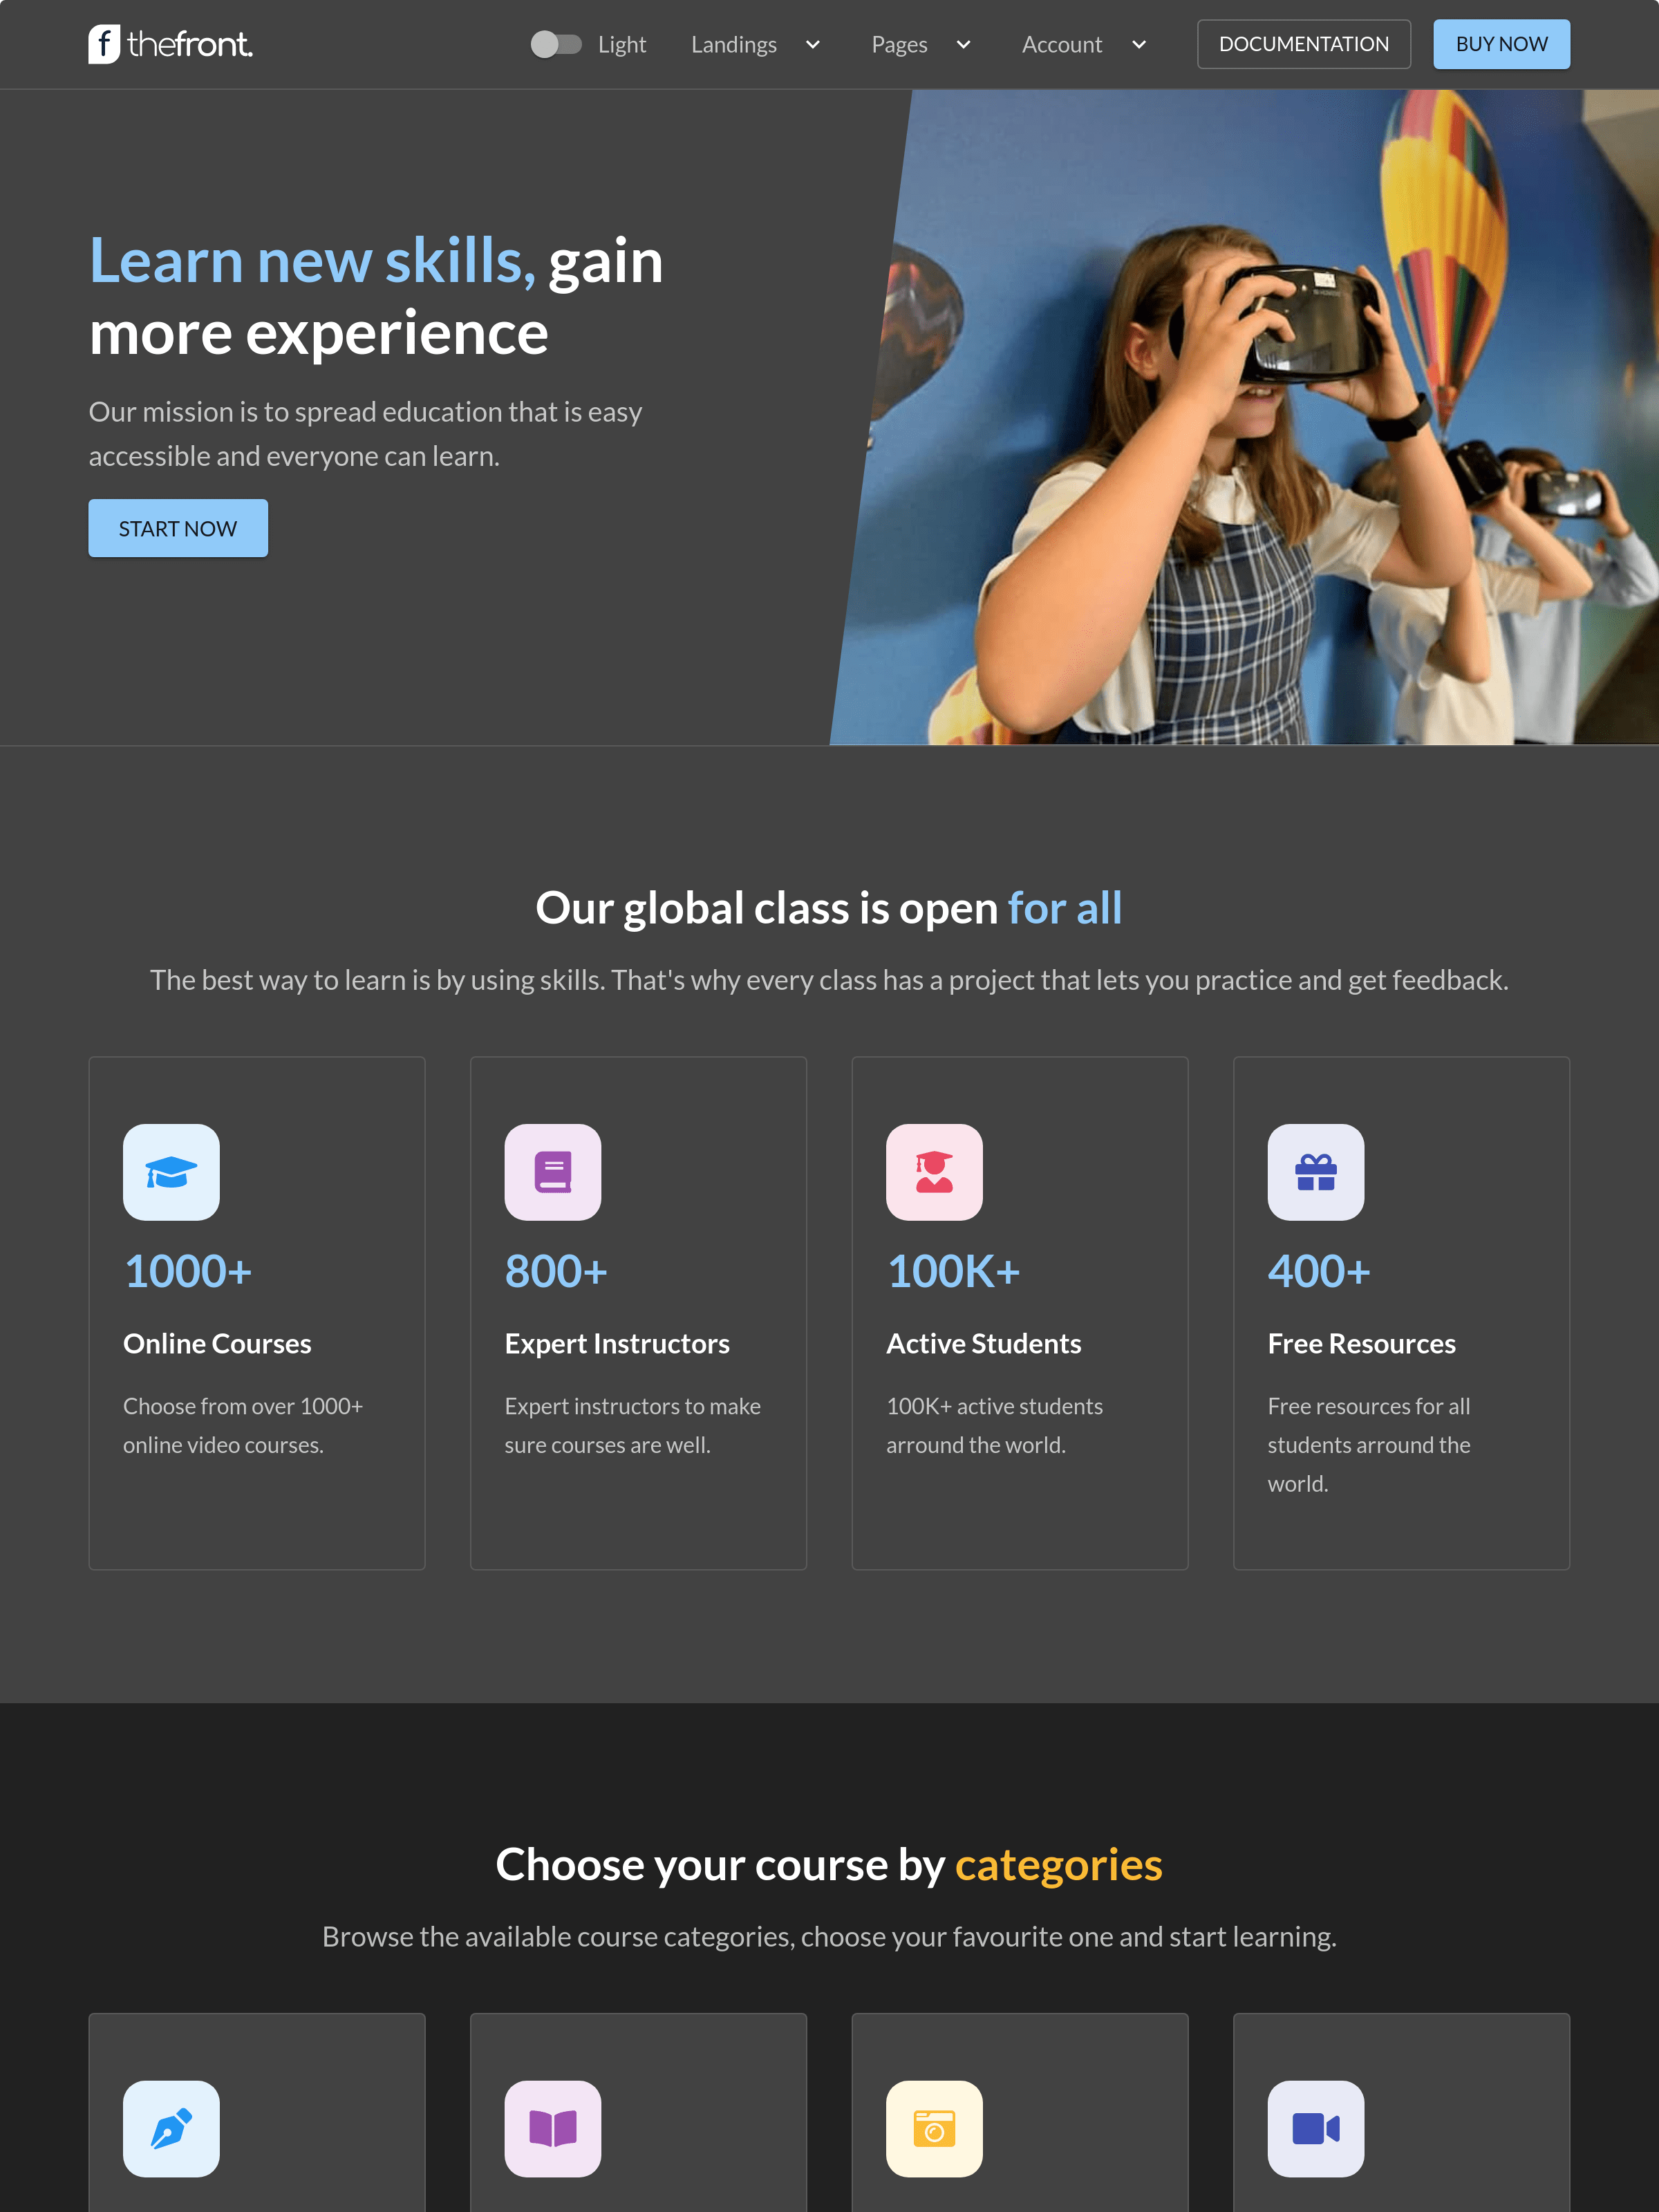 f thefront.
Light Landings Pages Account DOCUMENTATION BUY NOW
Learn new skills, gain
more experience
Our mission is to spread education that is easy
accessible and everyone can learn.
START NOW
Our global class is open for all
The best way to learn is by using skills. That's why every class has a project that lets you practice and get feedback.
1000+
Online Courses
Choose from over 1000+
online video courses.
800+
Expert Instructors
Expert instructors to make
sure courses are well.
100K+
Active Students
100K+ active students
arround the world.
400+
Free Resources
Free resources for all
students arround the
world.
Choose your course by categories
Browse the available course categories, choose your favourite one and start learning.